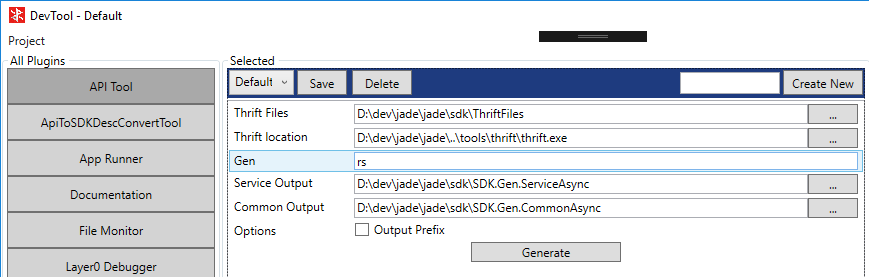 DevTool - Default
Project
All Plugins
API Tool
ApiToSDKDescConvertTool
App Runner
Documentation
File Monitor
Layer0 Debugger
Selected
Default Save Delete Create New
Thrift Files D:\dev\jade\jade\sdk\ThriftFiles ...
Thrift location D:\dev\jade\jade\..\tools\thrift\thrift.exe ...
Gen rs
Service Output D:\dev\jade\jade\sdk\SDK.Gen.ServiceAsync ...
Common Output D:\dev\jade\jade\sdk\SDK.Gen.CommonAsync ...
Options Output Prefix
Generate